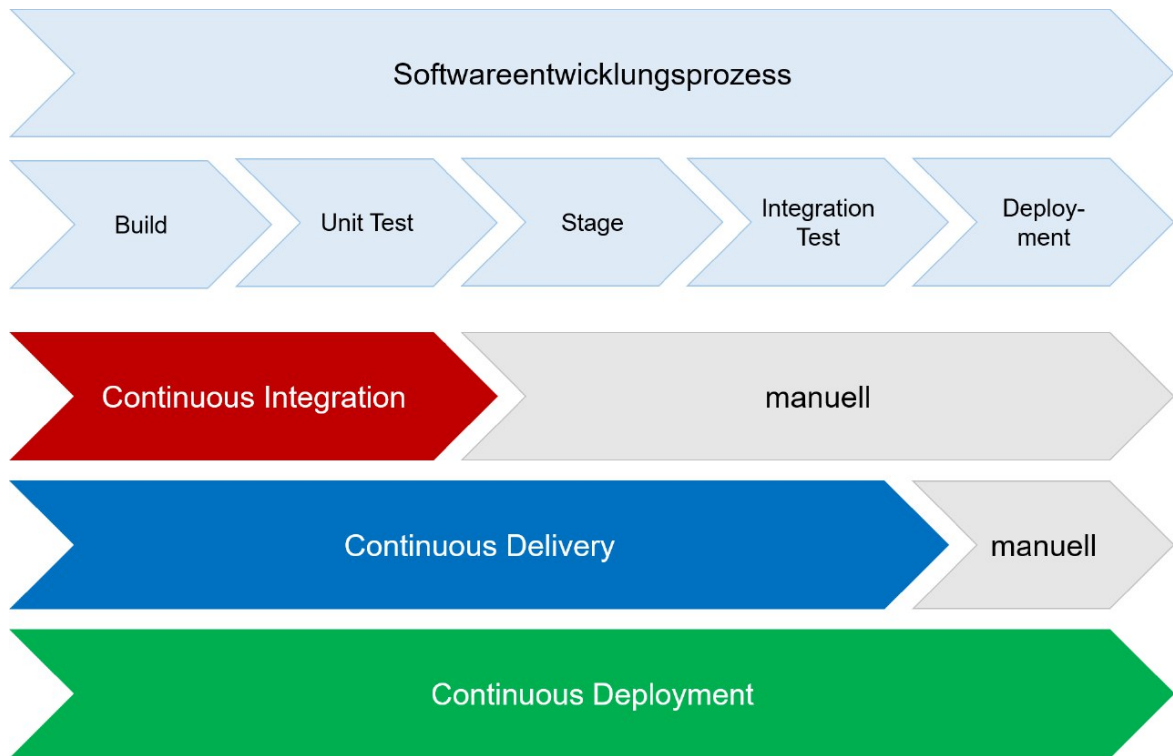 Softwareentwicklungsprozess
Build
Unit Test
Stage
Integration
Test
Deploy-
ment
Continuous Integration
manuell
Continuous Delivery
manuell
Continuous Deployment